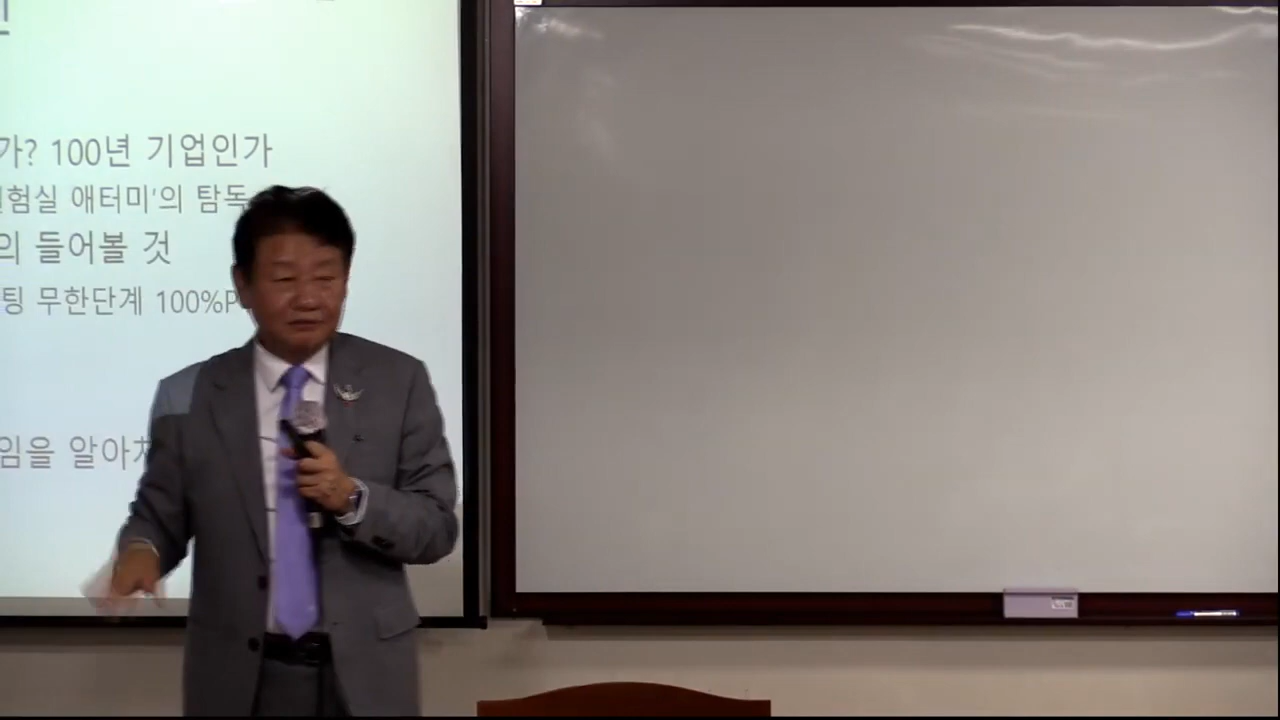 가? 100년 기업인가
험실 애터미'의 탐독
의 들어볼 것
팅 무한단계 100%P
임을 알아차